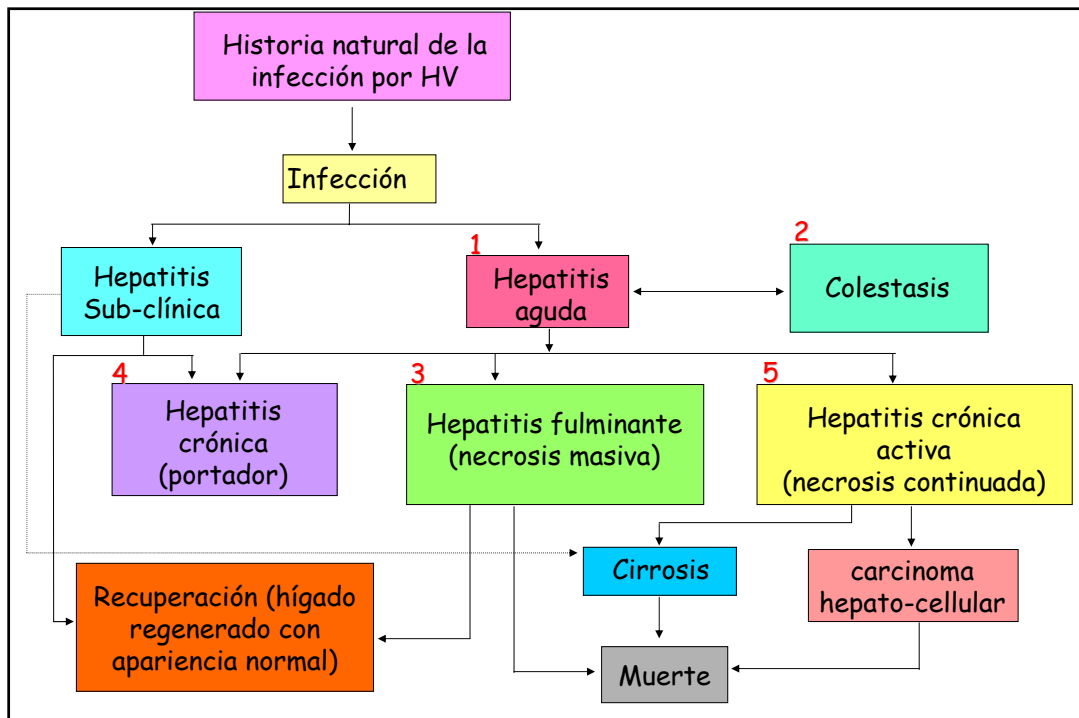 Historia natural de la
infección por HV
Infección
Hepatitis
Sub-clínica
1
Hepatitis
aguda
2
Colestasis
4
Hepatitis
crónica
(portador)
3
Hepatitis fulminante
(necrosis masiva)
5
Hepatitis crónica
activa
(necrosis continuada)
Recuperación (hígado
regenerado con
apariencia normal)
Cirrosis
carcinoma
hepato-cellular
Muerte